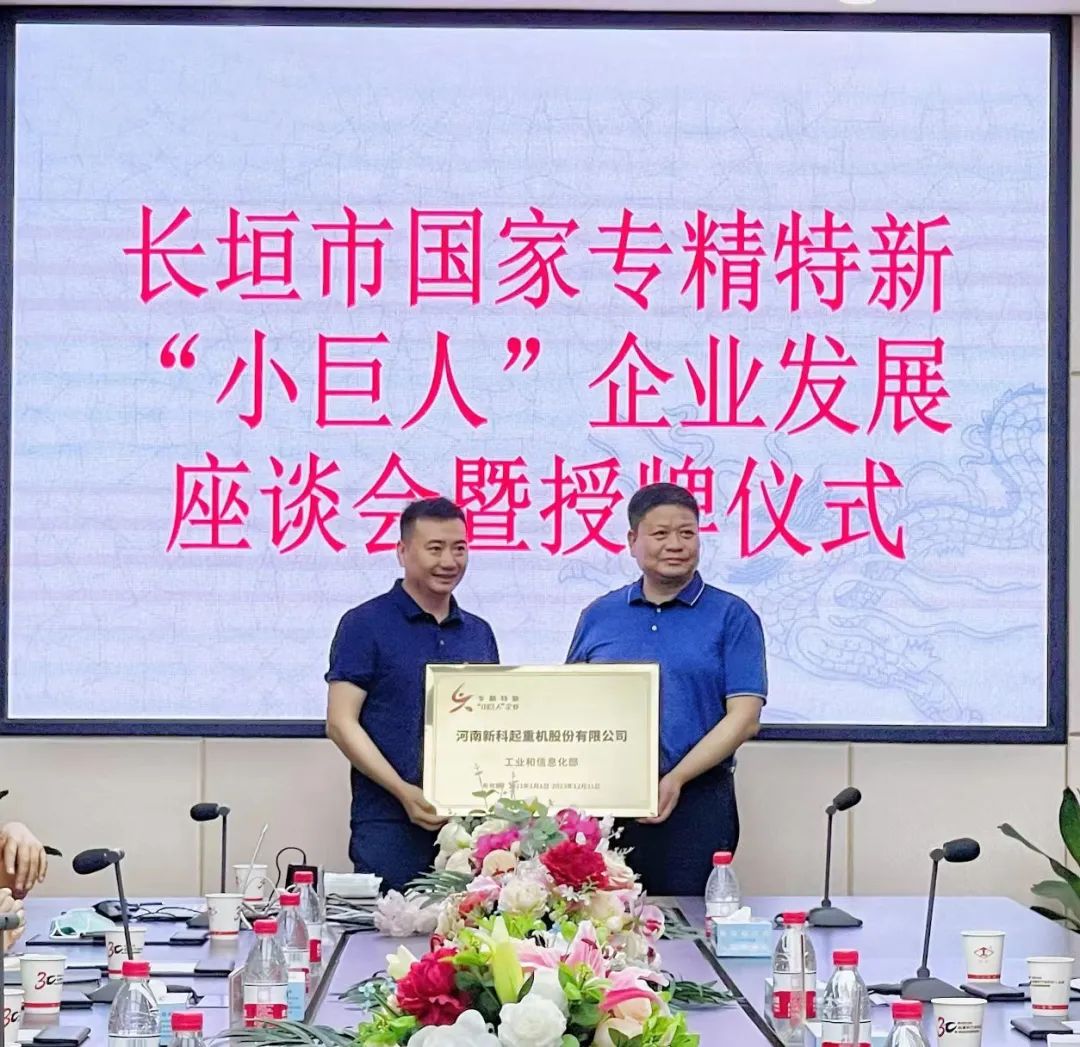 长垣市国家专精特新
“小巨人”企业发展
座谈会暨授牌仪式
专精特新
“小巨人”企业
河南新科起重机股份有限公司
工业和信息化部